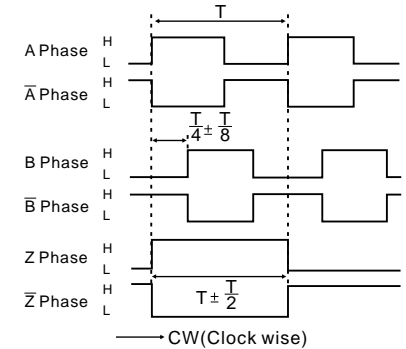 T
A Phase H
L
A̅ Phase H
L
T/4 ± T/8
B Phase H
L
B̅ Phase H
L
Z Phase H
L
Z̅ Phase H
L
T ± T/2
CW(Clock wise)